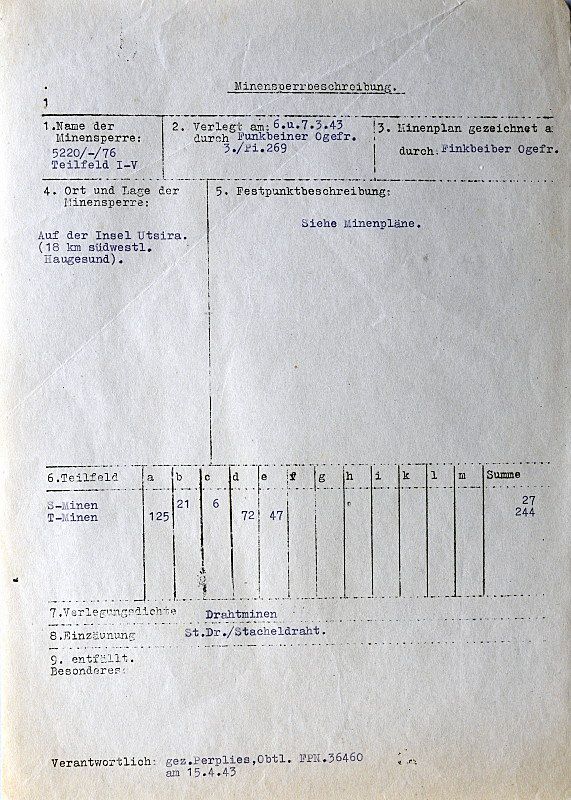 Minensperrbeschreibung.
1
1.Name der Minensperre:
5220/-/76
Teilfeld I-V
2. Verlegt am: 6.u.7.3.43
durch Funkbeiner Ogefr.
3./Pi.269
3. Minenplan gezeichnet a
durch: Finkbeiber Ogefr.
4. Ort und Lage der
Minensperre:
Auf der Insel Utsira.
(18 km südwestl.
Haugesund).
5. Festpunktbeschreibung:
Siehe Minenpläne.
6.Teilfeld a b c d e f g h i k l m Summe
S-Minen 21 6 27
T-Minen 125 72 47 244
7.Verlegungsdichte Drahtminen
8.Einzäunung St.Dr./Stacheldraht.
9. entfällt.
Besonderes:
Verantwortlich: gez.Perplies,Obtl. FPN.36460
am 15.4.43